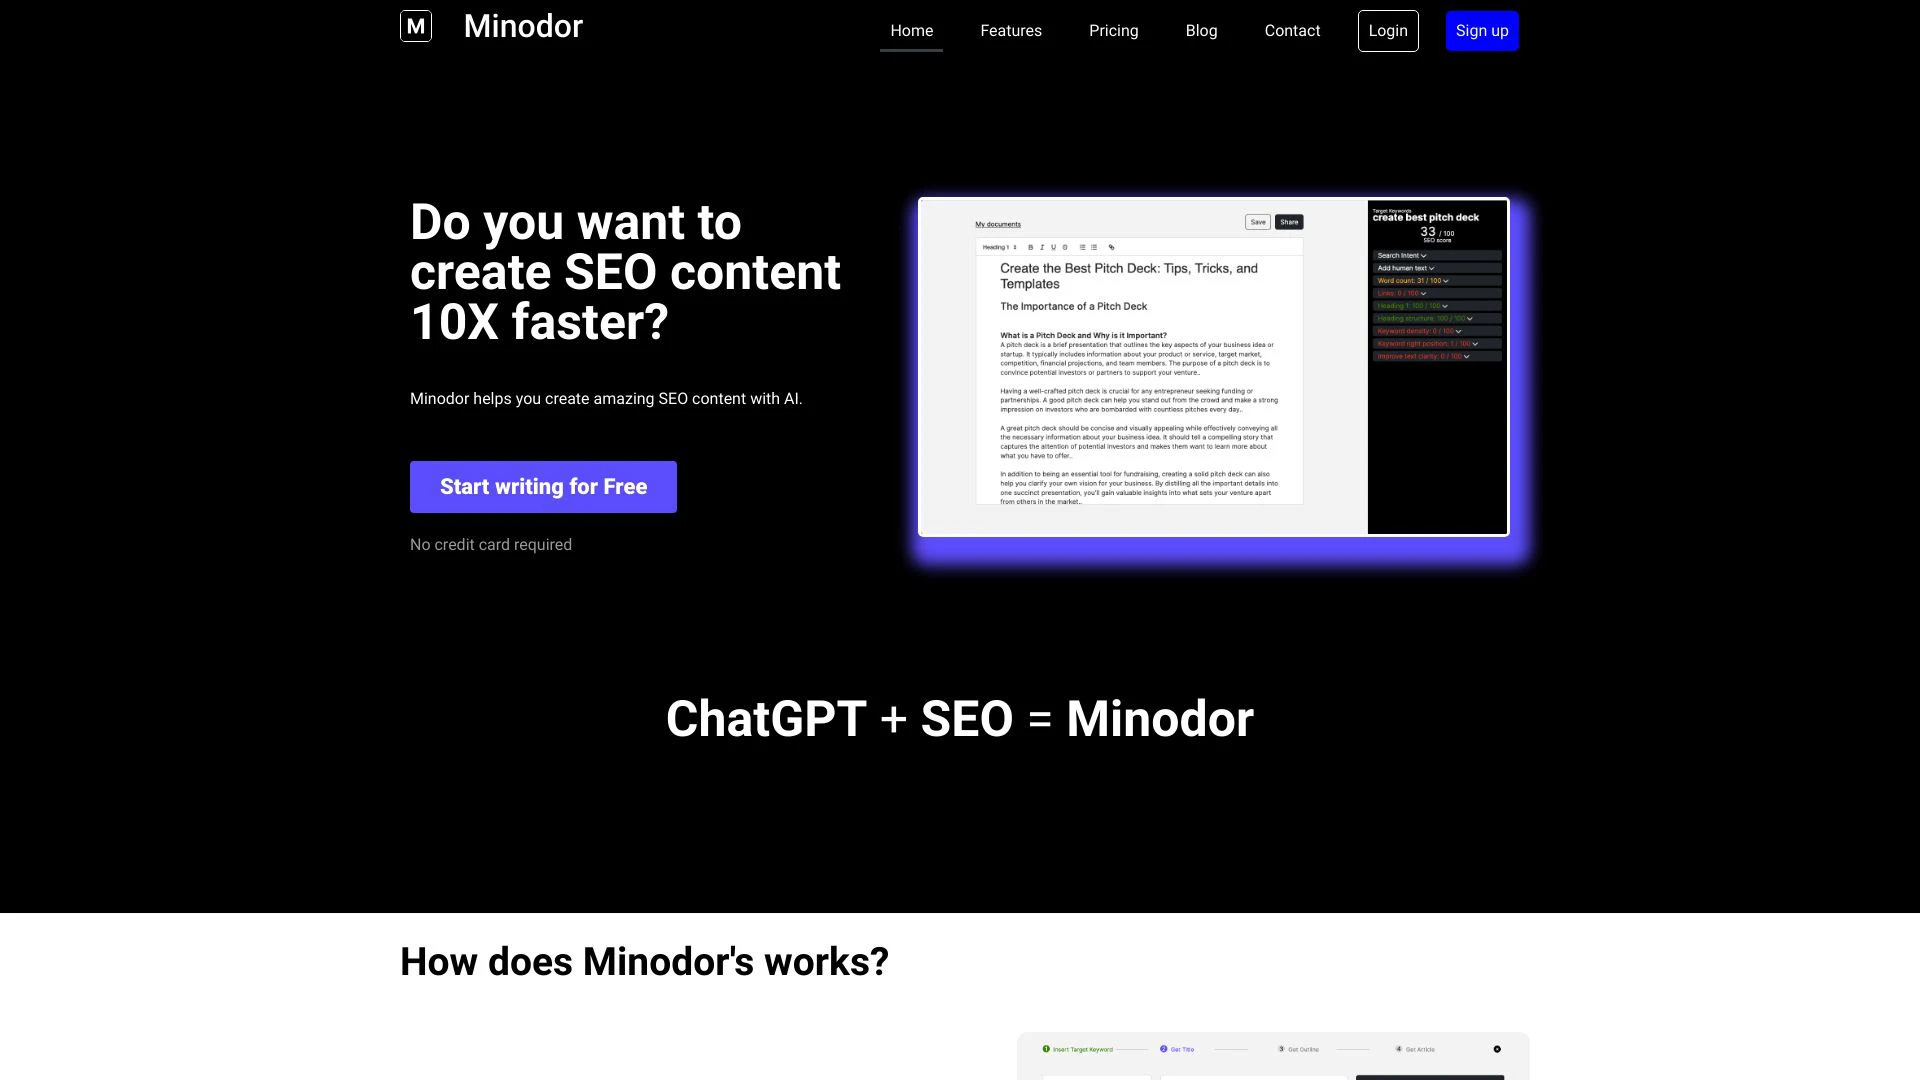 M
Minodor
Home
Features
Pricing
Blog
Contact
Login
Sign up
Do you want to
create SEO content
10X faster?
Minodor helps you create amazing SEO content with AI.
Start writing for Free
No credit card required
My documents
Save
Share
Heading 1
B I U
Create the Best Pitch Deck: Tips, Tricks, and
Templates
The Importance of a Pitch Deck
What is a Pitch Deck and Why is it Important?
A pitch deck is a brief presentation that outlines the key aspects of your business idea or
startup. It typically includes information about your product or service, target market,
competition, financial projections, and team members. The purpose of a pitch deck is to
convince potential investors or partners to support your venture..
Having a well-crafted pitch deck is crucial for any entrepreneur seeking funding or
partnerships. A good pitch deck can help you stand out from the crowd and make a strong
impression on investors who are bombarded with countless pitches every day..
A great pitch deck should be concise and visually appealing while effectively conveying all
the necessary information about your business idea. It should tell a compelling story that
captures the attention of potential investors and makes them want to learn more about
what you have to offer..
In addition to being an essential tool for fundraising, creating a solid pitch deck can also
help you clarify your own vision for your business. By distilling all the important details into
one succinct presentation, you'll gain valuable insights into what sets your venture apart
from others in the market..
Target Keywords
create best pitch deck
33 / 100
SEO score
Search Intent
Add human text
Word count: 31 / 100
Links: 0 / 100
Heading 1: 100 / 100
Heading structure: 100 / 100
Keyword density: 0 / 100
Keyword right position: 1 / 100
Improve text clarity: 0 / 100
ChatGPT + SEO = Minodor
How does Minodor's works?
1 Insert Target Keyword
2 Get Title
3 Get Outline
4 Get Article